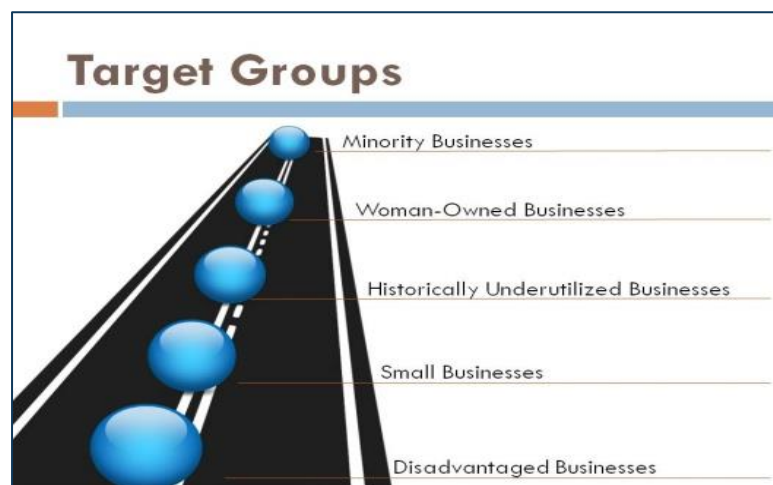 Target Groups
Minority Businesses
Woman-Owned Businesses
Historically Underutilized Businesses
Small Businesses
Disadvantaged Businesses